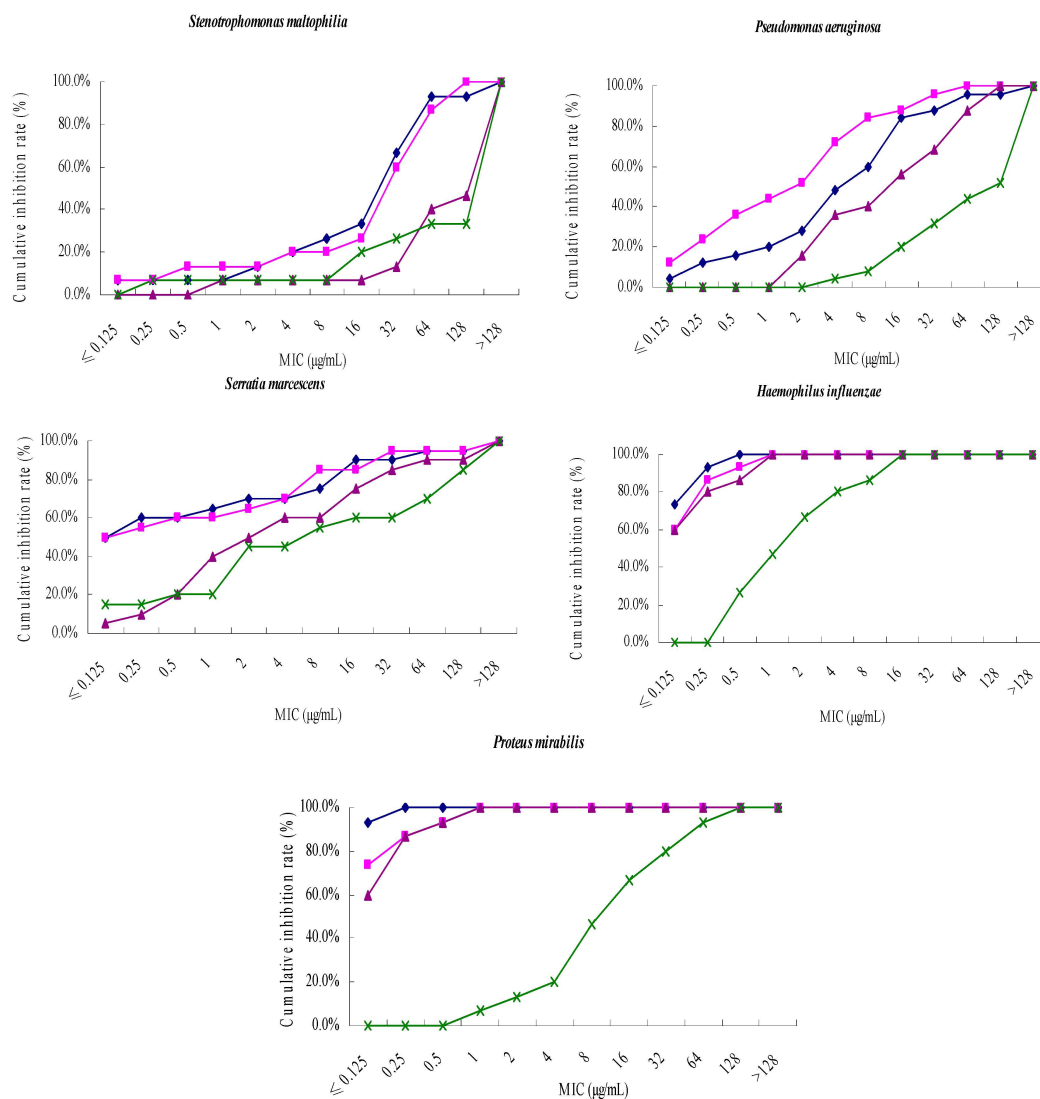 Stenotrophomonas maltophilia
Cumulative inhibition rate (%)
100.0%
80.0%
60.0%
40.0%
20.0%
0.0%
≤0.125 0.25 0.5 1 2 4 8 16 32 64 128 >128
MIC (μg/mL)
Pseudomonas aeruginosa
Cumulative inhibition rate (%)
100.0%
80.0%
60.0%
40.0%
20.0%
0.0%
≤0.125 0.25 0.5 1 2 4 8 16 32 64 128 >128
MIC (μg/mL)
Serratia marcescens
Cumulative inhibition rate (%)
100.0%
80.0%
60.0%
40.0%
20.0%
0.0%
≤0.125 0.25 0.5 1 2 4 8 16 32 64 128 >128
MIC (μg/mL)
Haemophilus influenzae
Cumulative inhibition rate (%)
100.0%
80.0%
60.0%
40.0%
20.0%
0.0%
≤0.125 0.25 0.5 1 2 4 8 16 32 64 128 >128
MIC (μg/mL)
Proteus mirabilis
Cumulative inhibition rate (%)
100.0%
80.0%
60.0%
40.0%
20.0%
0.0%
≤0.125 0.25 0.5 1 2 4 8 16 32 64 128 >128
MIC (μg/mL)